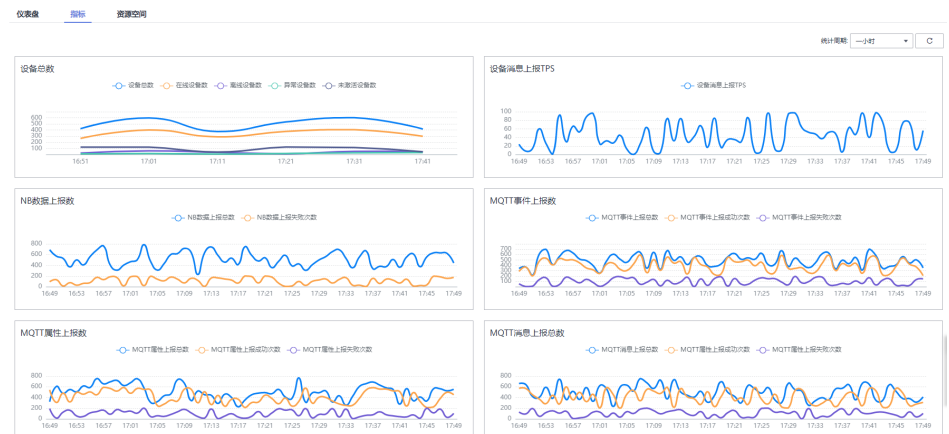 仪表盘 指标 资源空间
统计周期: 一小时 C
设备总数
设备总数 在线设备数 离线设备数 异常设备数 未激活设备数
600
500
400
300
200
100
16:51 17:01 17:11 17:21 17:31 17:41
设备消息上报TPS
设备消息上报TPS
100
80
60
40
20
0
16:49 16:53 16:57 17:01 17:05 17:09 17:13 17:17 17:21 17:25 17:29 17:33 17:37 17:41 17:45 17:49
NB数据上报数
NB数据上报总数 NB数据上报失败次数
800
600
400
200
0
16:49 16:53 16:57 17:01 17:05 17:09 17:13 17:17 17:21 17:25 17:29 17:33 17:37 17:41 17:45 17:49
MQTT事件上报数
MQTT事件上报总数 MQTT事件上报成功次数 MQTT事件上报失败次数
700
600
500
400
300
200
100
0
16:49 16:53 16:57 17:01 17:05 17:09 17:13 17:17 17:21 17:25 17:29 17:33 17:37 17:41 17:45 17:49
MQTT属性上报数
MQTT属性上报总数 MQTT属性上报成功次数 MQTT属性上报失败次数
800
600
400
200
0
16:49 16:53 16:57 17:01 17:05 17:09 17:13 17:17 17:21 17:25 17:29 17:33 17:37 17:41 17:45 17:49
MQTT消息上报总数
MQTT消息上报总数 MQTT属性上报成功次数 MQTT属性上报失败次数
800
600
400
200
0
16:49 16:53 16:57 17:01 17:05 17:09 17:13 17:17 17:21 17:25 17:29 17:33 17:37 17:41 17:45 17:49